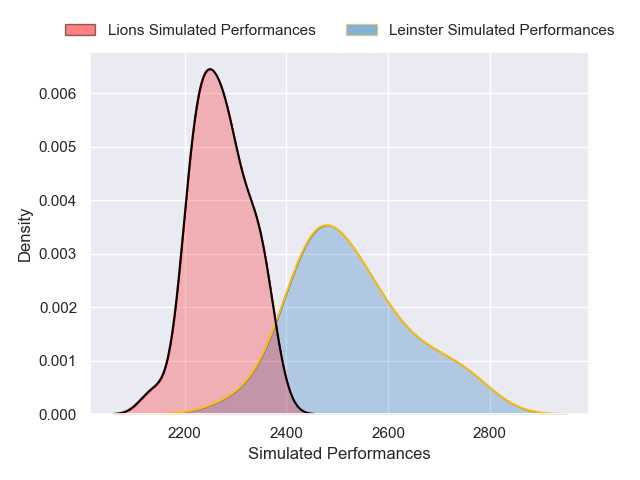 Lions Simulated Performances Leinster Simulated Performances
0.006
0.005
0.004
0.003
0.002
0.001
0.000
Density
2200 2400 2600 2800
Simulated Performances